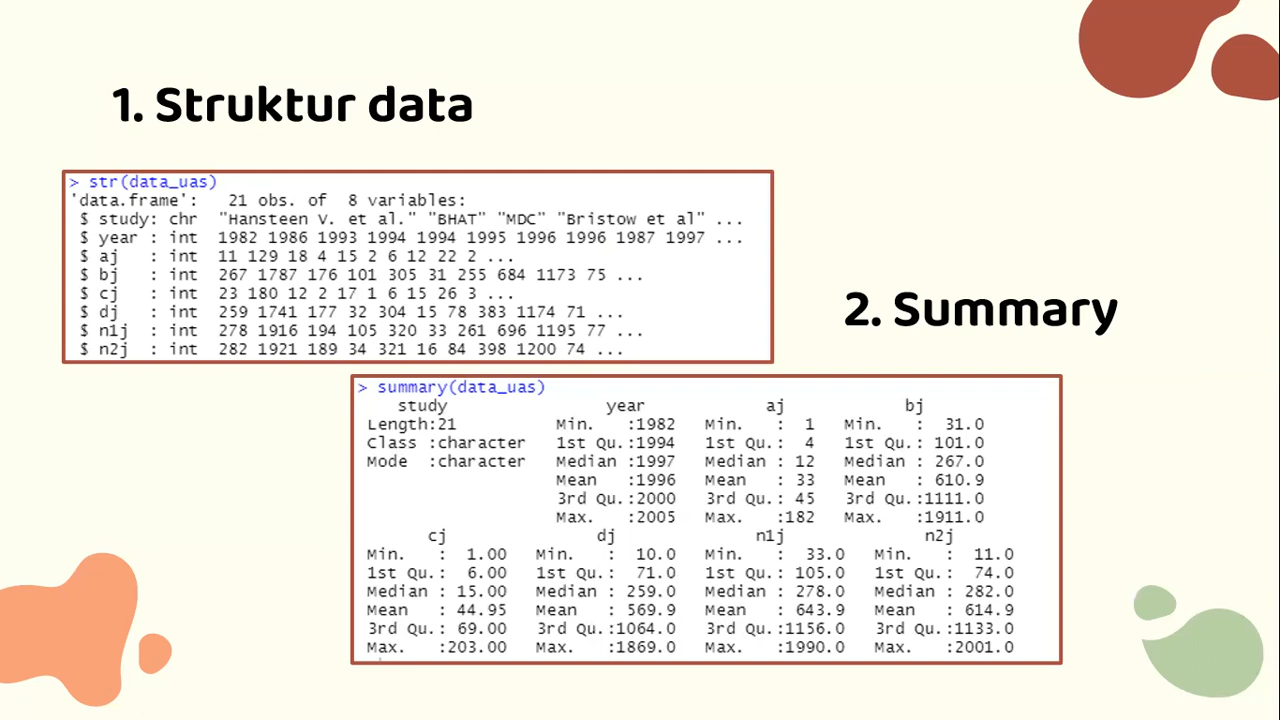 1. Struktur data
> str(data_uas)
'data.frame':   21 obs. of  8 variables:
 $ study: chr  "Hansteen V. et al." "BHAT" "MDC" "Bristow et al" ...
 $ year : int  1982 1986 1993 1994 1994 1995 1996 1996 1987 1997 ...
 $ aj   : int  11 129 18 4 15 2 6 12 22 2 ...
 $ bj   : int  267 1787 176 101 305 31 255 684 1173 75 ...
 $ cj   : int  23 180 12 2 17 1 6 15 26 3 ...
 $ dj   : int  259 1741 177 32 304 15 78 383 1174 71 ...
 $ n1j  : int  278 1916 194 105 320 33 261 696 1195 77 ...
 $ n2j  : int  282 1921 189 34 321 16 84 398 1200 74 ...
2. Summary
> summary(data_uas)
    study                year            aj            bj
 Length:21          Min.   :1982   Min.   :  1   Min.   :  31.0
 Class :character   1st Qu.:1994   1st Qu.:  4   1st Qu.: 101.0
 Mode  :character   Median :1997   Median : 12   Median : 267.0
                    Mean   :1996   Mean   : 33   Mean   : 610.9
                    3rd Qu.:2000   3rd Qu.: 45   3rd Qu.:1111.0
                    Max.   :2005   Max.   :182   Max.   :1911.0
       cj               dj              n1j              n2j
 Min.   :  1.00   Min.   :  10.0   Min.   :  33.0   Min.   :  11.0
 1st Qu.:  6.00   1st Qu.:  71.0   1st Qu.: 105.0   1st Qu.:  74.0
 Median : 15.00   Median : 259.0   Median : 278.0   Median : 282.0
 Mean   : 44.95   Mean   : 569.9   Mean   : 643.9   Mean   : 614.9
 3rd Qu.: 69.00   3rd Qu.:1064.0   3rd Qu.:1156.0   3rd Qu.:1133.0
 Max.   :203.00   Max.   :1869.0   Max.   :1990.0   Max.   :2001.0